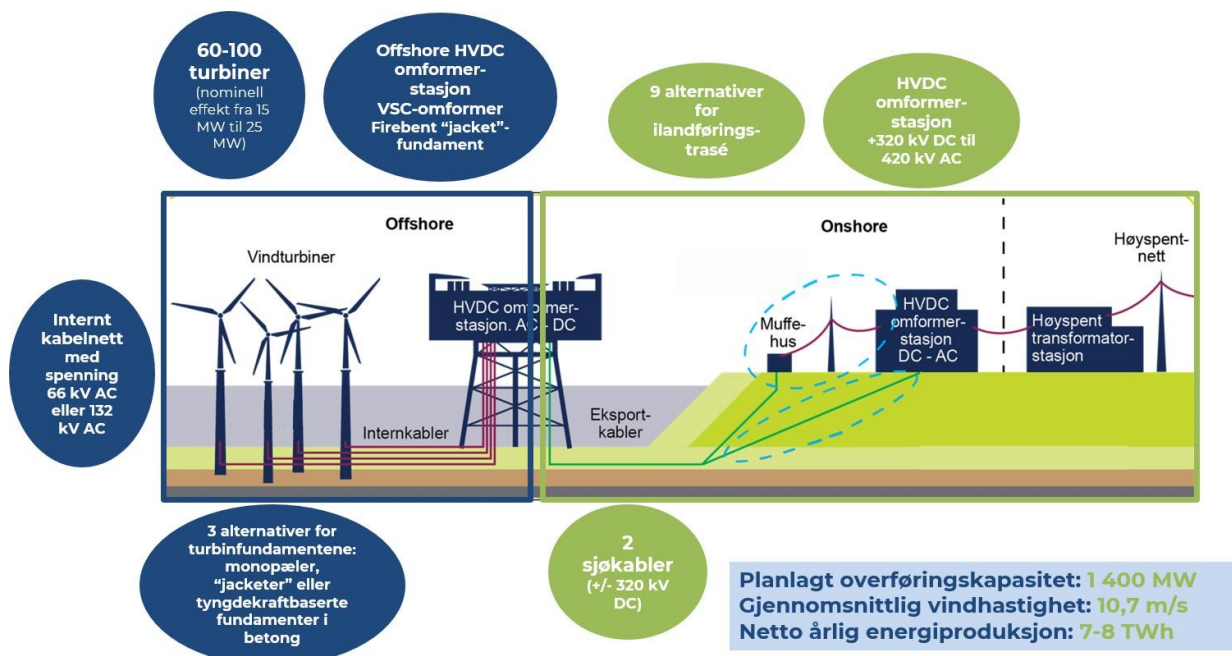 60-100
turbiner
(nominell
effekt fra 15
MW til 25
MW)
Offshore HVDC
omformer-
stasjon
VSC-omformer
Firebent “jacket”-
fundament
9 alternativer
for
ilandførings-
trasé
HVDC
omformer-
stasjon
+320 kV DC til
420 kV AC
Offshore
Onshore
Vindturbiner
HVDC omformer-
stasjon. AC - DC
Muffe-
hus
HVDC
omformer-
stasjon
DC - AC
Høyspent
transformator-
stasjon
Høyspent-
nett
Internt
kabelnett
med
spenning
66 kV AC
eller 132
kV AC
Internkabler
Eksport-
kabler
3 alternativer for
turbinfundamentene:
monopæler,
“jacketer” eller
tyngdekraftbaserte
fundamenter i
betong
2
sjøkabler
(+/- 320 kV
DC)
Planlagt overføringskapasitet: 1 400 MW
Gjennomsnittlig vindhastighet: 10,7 m/s
Netto årlig energiproduksjon: 7-8 TWh